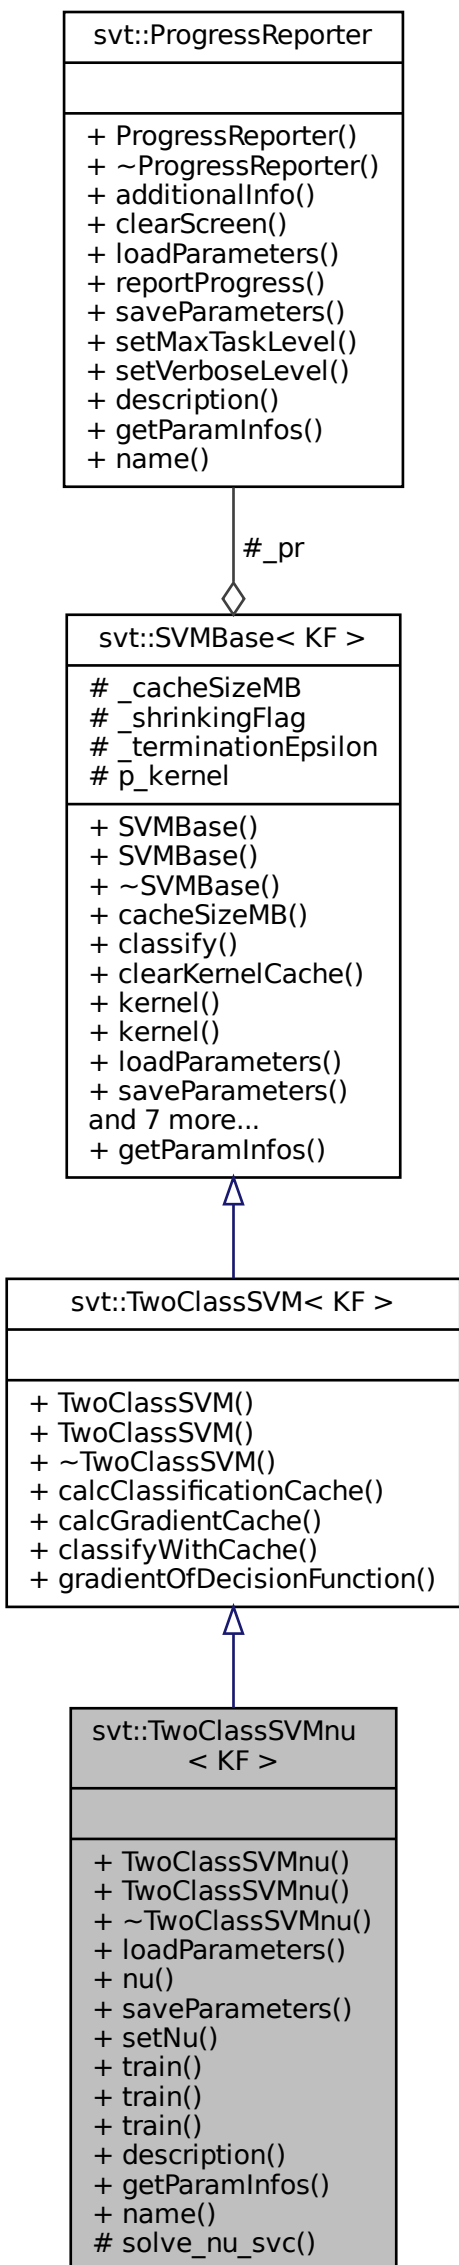 svt::ProgressReporter
+ ProgressReporter()
+ ~ProgressReporter()
+ additionalInfo()
+ clearScreen()
+ loadParameters()
+ reportProgress()
+ saveParameters()
+ setMaxTaskLevel()
+ setVerboseLevel()
+ description()
+ getParamInfos()
+ name()
#_pr
svt::SVMBase< KF >
# _cacheSizeMB
# _shrinkingFlag
# _terminationEpsilon
# p_kernel
+ SVMBase()
+ SVMBase()
+ ~SVMBase()
+ cacheSizeMB()
+ classify()
+ clearKernelCache()
+ kernel()
+ kernel()
+ loadParameters()
+ saveParameters()
and 7 more...
+ getParamInfos()
svt::TwoClassSVM< KF >
+ TwoClassSVM()
+ TwoClassSVM()
+ ~TwoClassSVM()
+ calcClassificationCache()
+ calcGradientCache()
+ classifyWithCache()
+ gradientOfDecisionFunction()
svt::TwoClassSVMnu
< KF >
+ TwoClassSVMnu()
+ TwoClassSVMnu()
+ ~TwoClassSVMnu()
+ loadParameters()
+ nu()
+ saveParameters()
+ setNu()
+ train()
+ train()
+ train()
+ description()
+ getParamInfos()
+ name()
# solve_nu_svc()